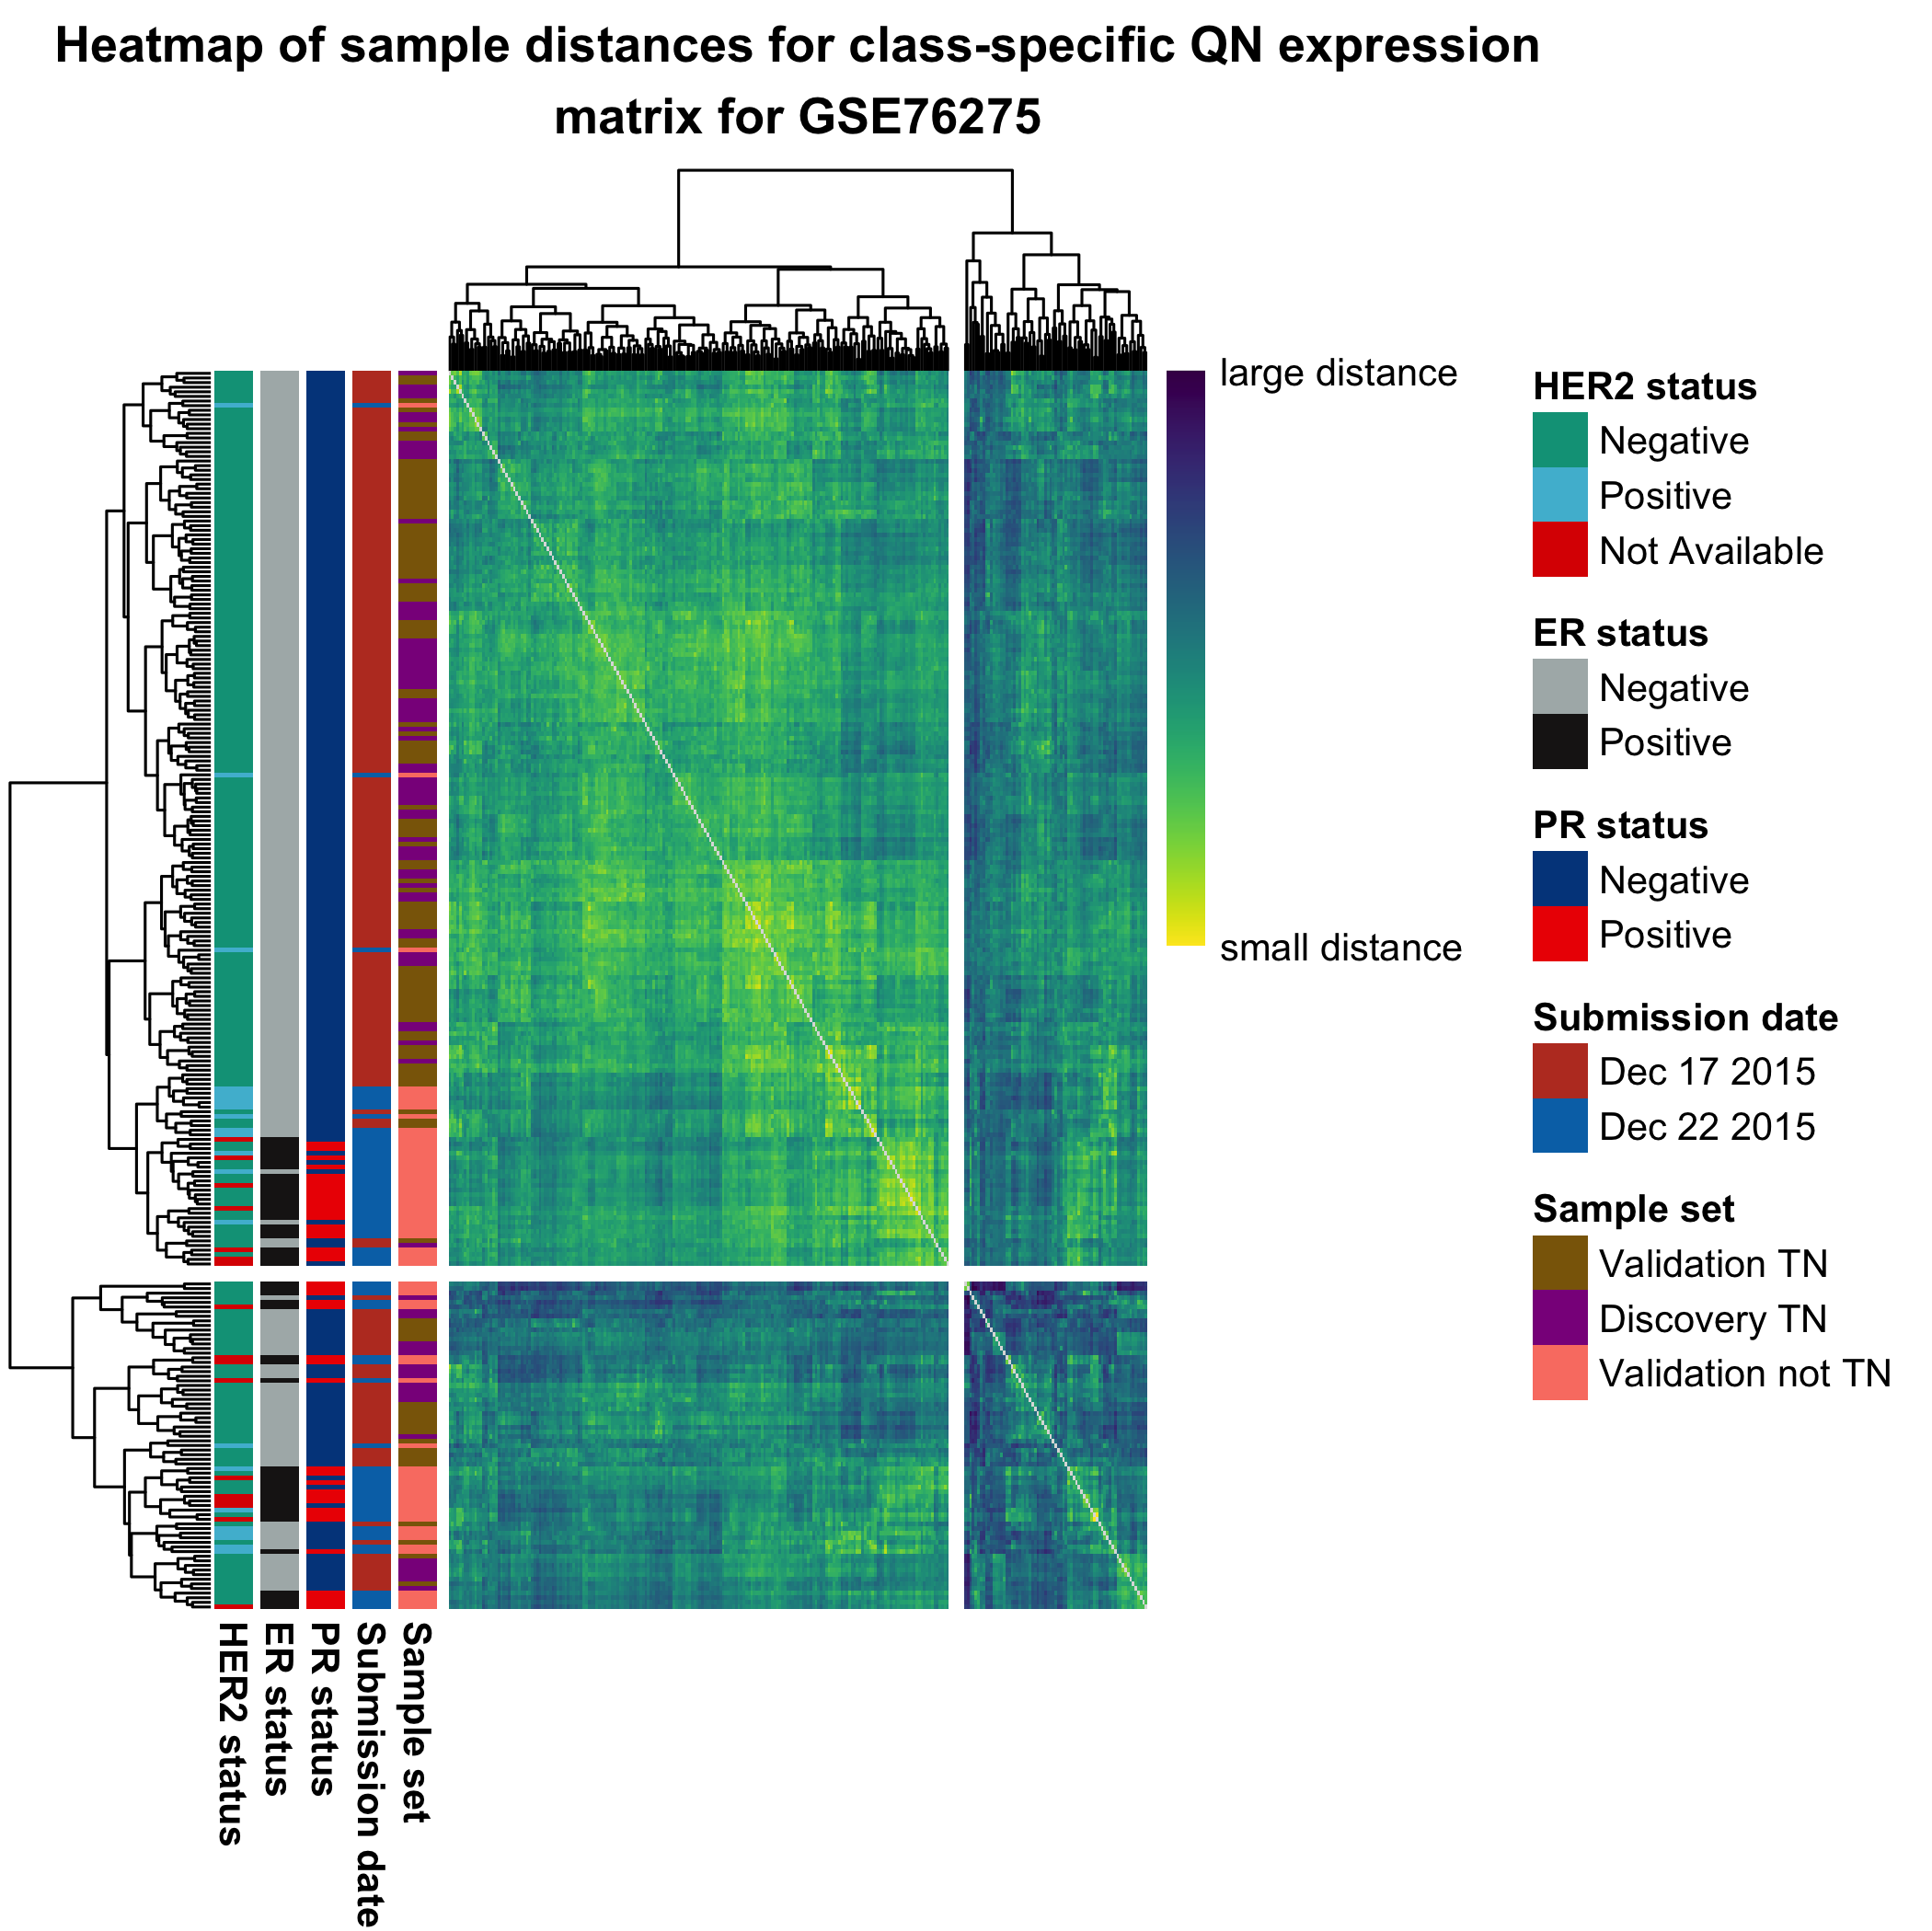 Heatmap of sample distances for class-specific QN expression
matrix for GSE76275
large distance
small distance
HER2 status
Negative
Positive
Not Available
ER status
Negative
Positive
PR status
Negative
Positive
Submission date
Dec 17 2015
Dec 22 2015
Sample set
Validation TN
Discovery TN
Validation not TN
HER2 status
ER status
PR status
Submission date
Sample set